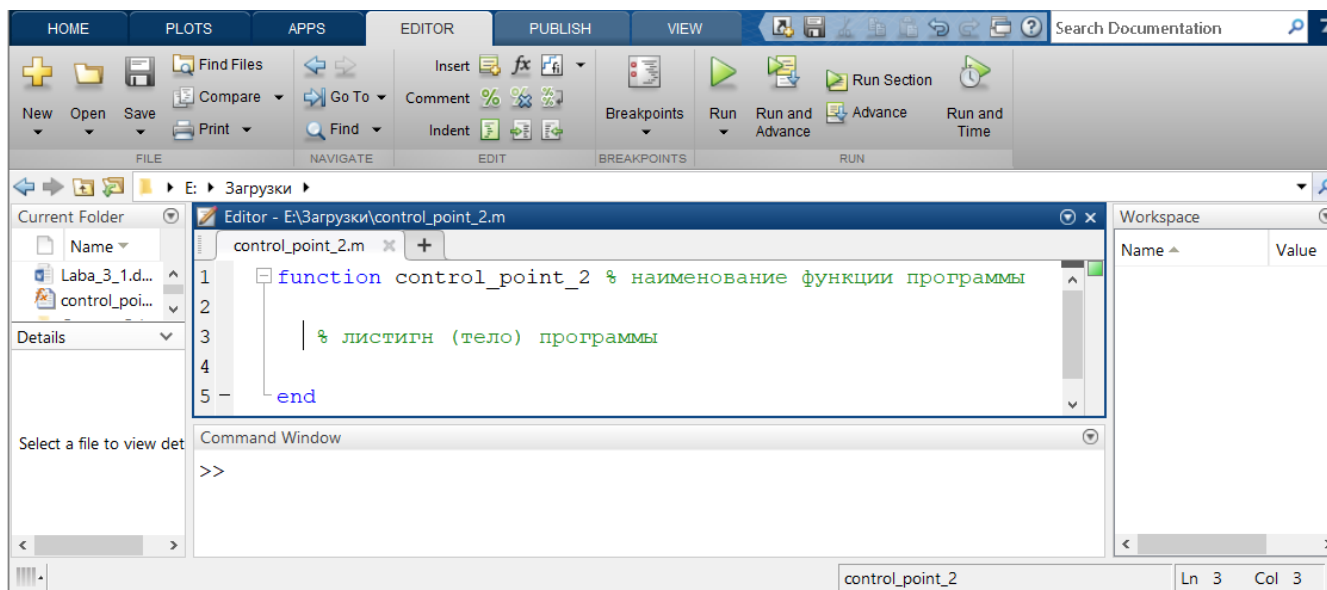 HOME PLOTS APPS EDITOR PUBLISH VIEW Search Documentation
New Open Save Find Files Compare Print
FILE
Go To Find
NAVIGATE
Insert fx
Comment
Indent
EDIT
Breakpoints
BREAKPOINTS
Run Run and Advance Run Section Advance Run and Time
RUN
E: Загрузки
Current Folder
Name
Laba_3_1.d...
control_poi...
Details
Select a file to view det
Editor - E:\Загрузки\control_point_2.m
control_point_2.m
1 function control_point_2 % наименование функции программы
2
3 % листигн (тело) программы
4
5 end
Command Window
>>
Workspace
Name Value
control_point_2 Ln 3 Col 3